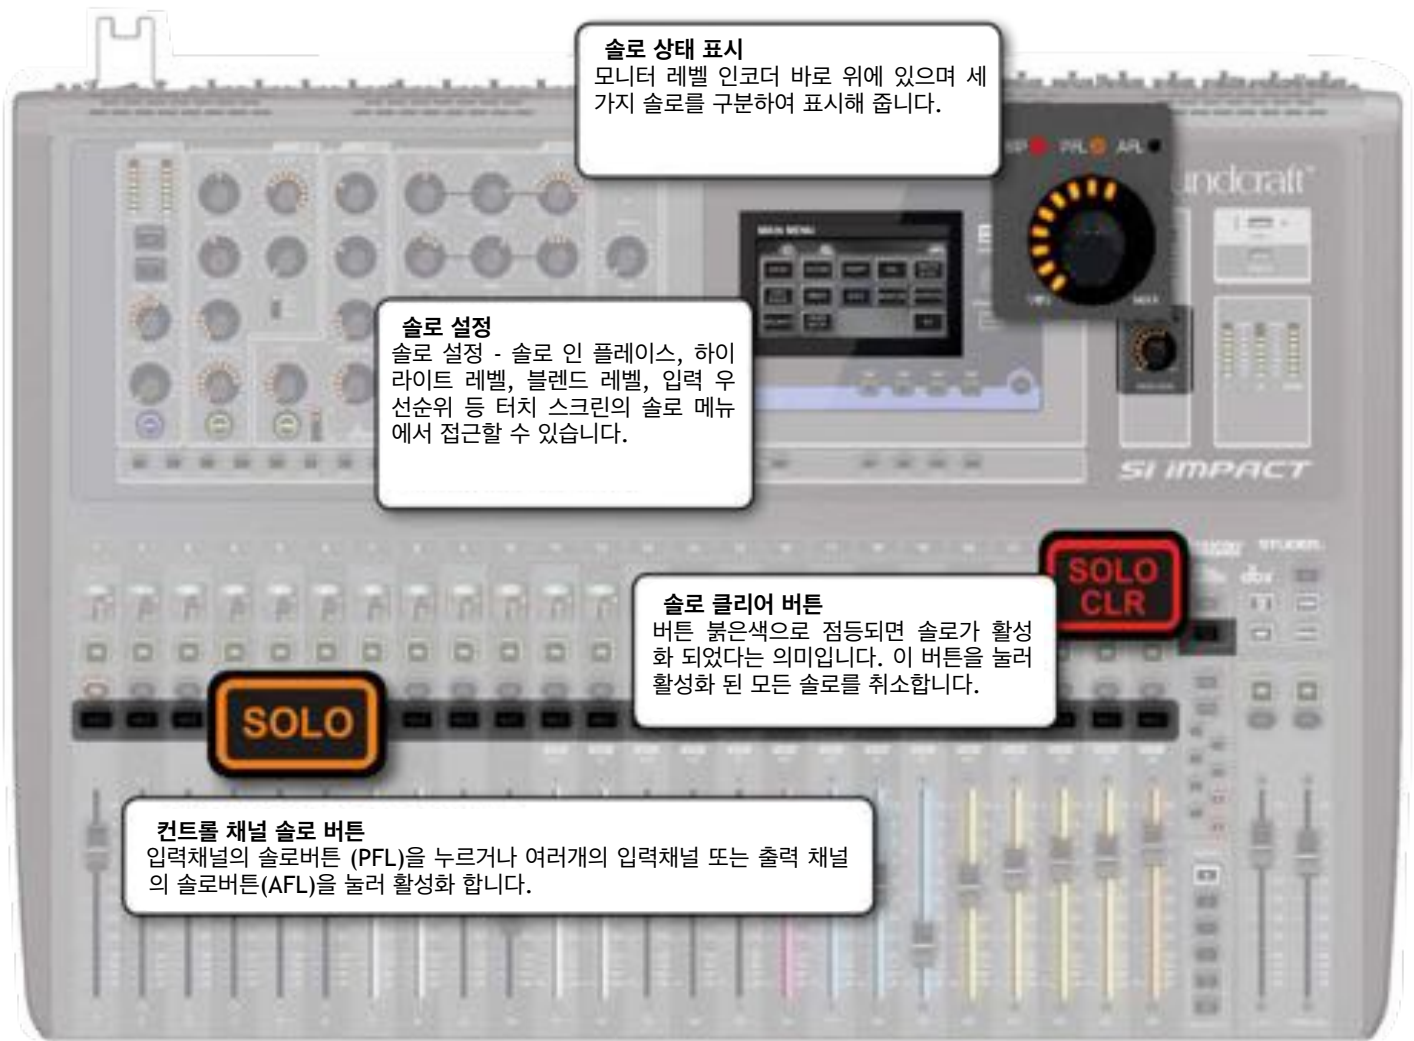 솔로 상태 표시
모니터 레벨 인코더 바로 위에 있으며 세
가지 솔로를 구분하여 표시해 줍니다.
PFL AFL
undcraft
MAIN MENU
MAX
솔로 설정
솔로 설정 - 솔로 인 플레이스, 하이
라이트 레벨, 블렌드 레벨, 입력 우
선순위 등 터치 스크린의 솔로 메뉴
에서 접근할 수 있습니다.
SI IMPACT
STUDER
dbx
SOLO
CLR
솔로 클리어 버튼
버튼 붉은색으로 점등되면 솔로가 활성
화 되었다는 의미입니다. 이 버튼을 눌러
활성화 된 모든 솔로를 취소합니다.
SOLO
컨트롤 채널 솔로 버튼
입력채널의 솔로버튼 (PFL)을 누르거나 여러개의 입력채널 또는 출력 채널
의 솔로버튼(AFL)을 눌러 활성화 합니다.